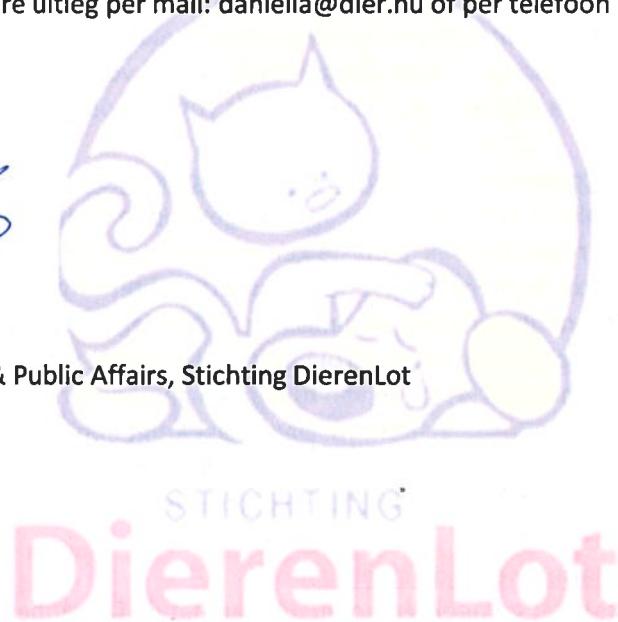 re uitleg per mail: daniella@dier.nu of per telefoon
& Public Affairs, Stichting DierenLot
STICHTING
DierenLot